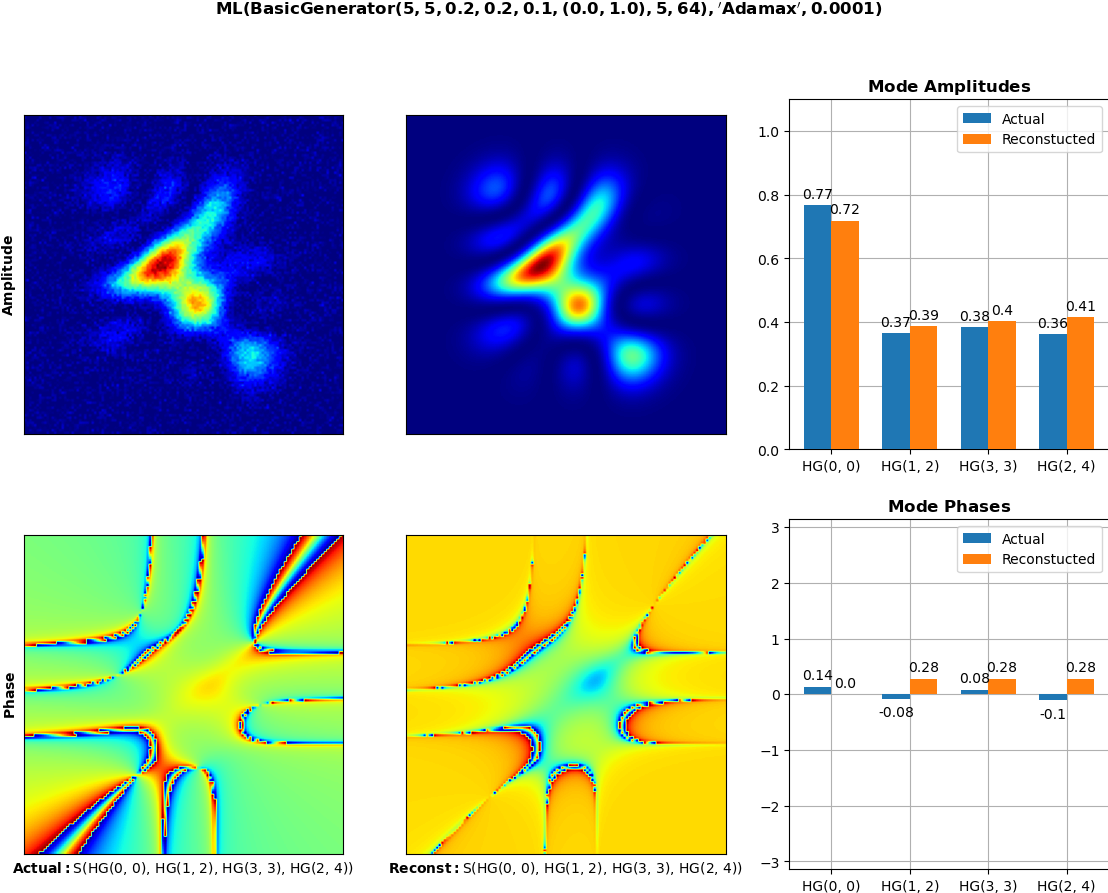 ML(BasicGenerator(5, 5, 0.2, 0.2, 0.1, (0.0, 1.0), 5, 64), ′Adamax′, 0.0001)
Amplitude
Mode Amplitudes
Actual
Reconstucted
1.0
0.8
0.6
0.4
0.2
0.0
0.77
0.72
0.37
0.39
0.38
0.4
0.36
0.41
HG(0, 0)
HG(1, 2)
HG(3, 3)
HG(2, 4)
Phase
Actual: S(HG(0, 0), HG(1, 2), HG(3, 3), HG(2, 4))
Reconst: S(HG(0, 0), HG(1, 2), HG(3, 3), HG(2, 4))
Mode Phases
Actual
Reconstucted
3
2
1
0
−1
−2
−3
0.14
0.0
-0.08
0.28
0.08
0.28
-0.1
0.28
HG(0, 0)
HG(1, 2)
HG(3, 3)
HG(2, 4)